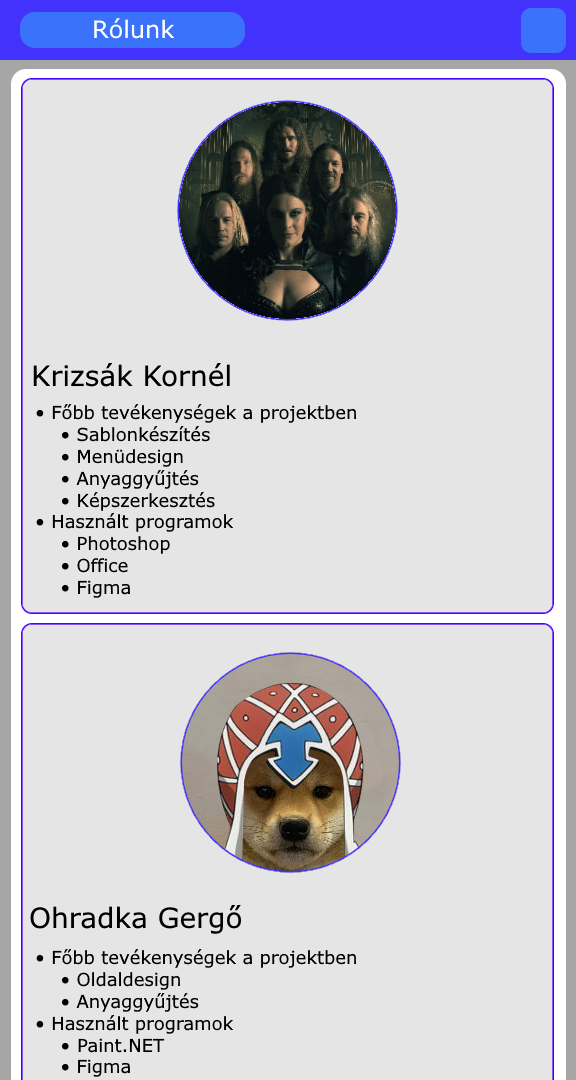 Rólunk
Krizsák Kornél
• Főbb tevékenységek a projektben
• Sablonkészítés
• Menüdesign
• Anyaggyűjtés
• Képszerkesztés
• Használt programok
• Photoshop
• Office
• Figma
Ohradka Gergő
• Főbb tevékenységek a projektben
• Oldaldesign
• Anyaggyűjtés
• Használt programok
• Paint.NET
• Figma